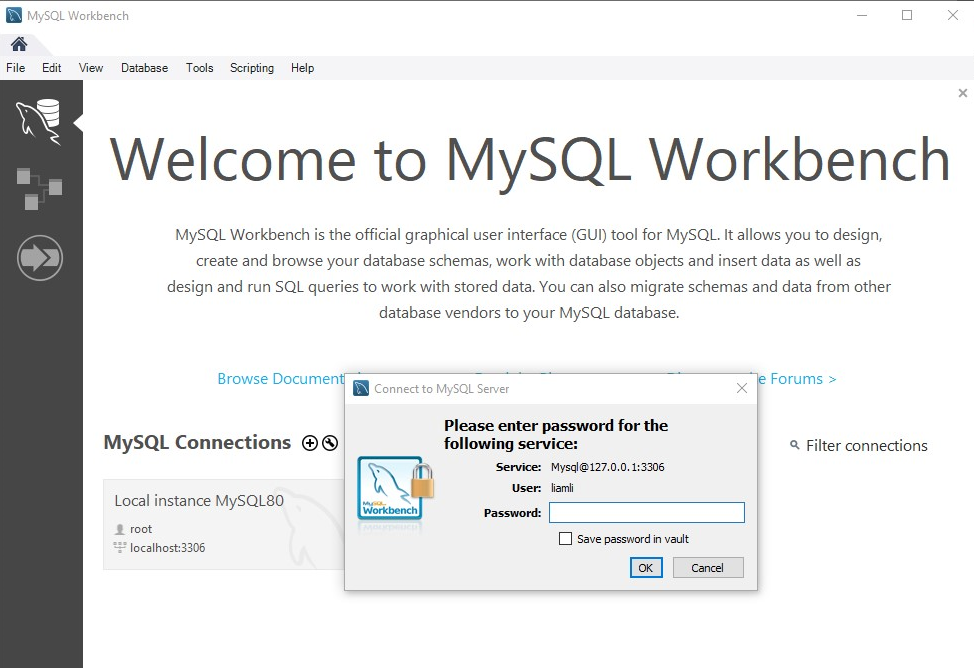 MySQL Workbench
File Edit View Database Tools Scripting Help
Welcome to MySQL Workbench
MySQL Workbench is the official graphical user interface (GUI) tool for MySQL. It allows you to design,
create and browse your database schemas, work with database objects and insert data as well as
design and run SQL queries to work with stored data. You can also migrate schemas and data from other
database vendors to your MySQL database.
Browse Document
e Forums >
MySQL Connections
Filter connections
Local instance MySQL80
root
localhost:3306
Connect to MySQL Server
Please enter password for the
following service:
Service: Mysql@127.0.0.1:3306
User: liamli
Password:
Save password in vault
OK Cancel
MySQL
Workbench